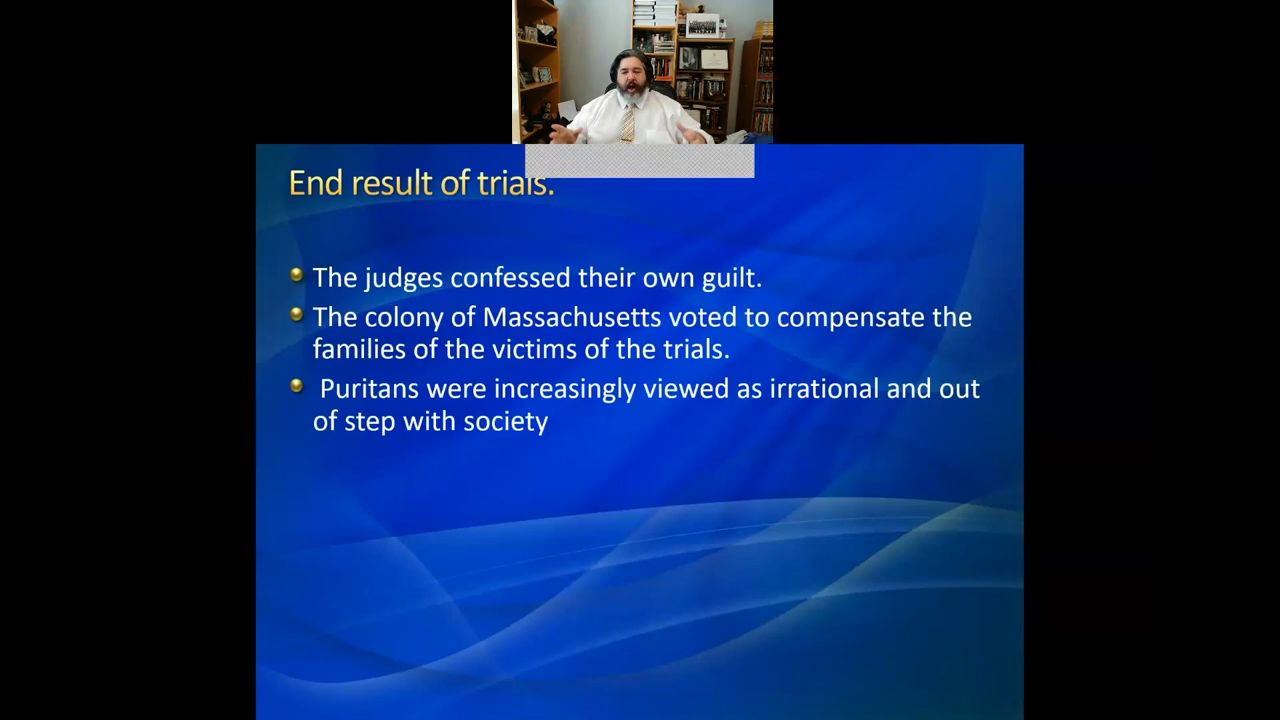 End result of trials.
The judges confessed their own guilt.
The colony of Massachusetts voted to compensate the
families of the victims of the trials.
Puritans were increasingly viewed as irrational and out
of step with society